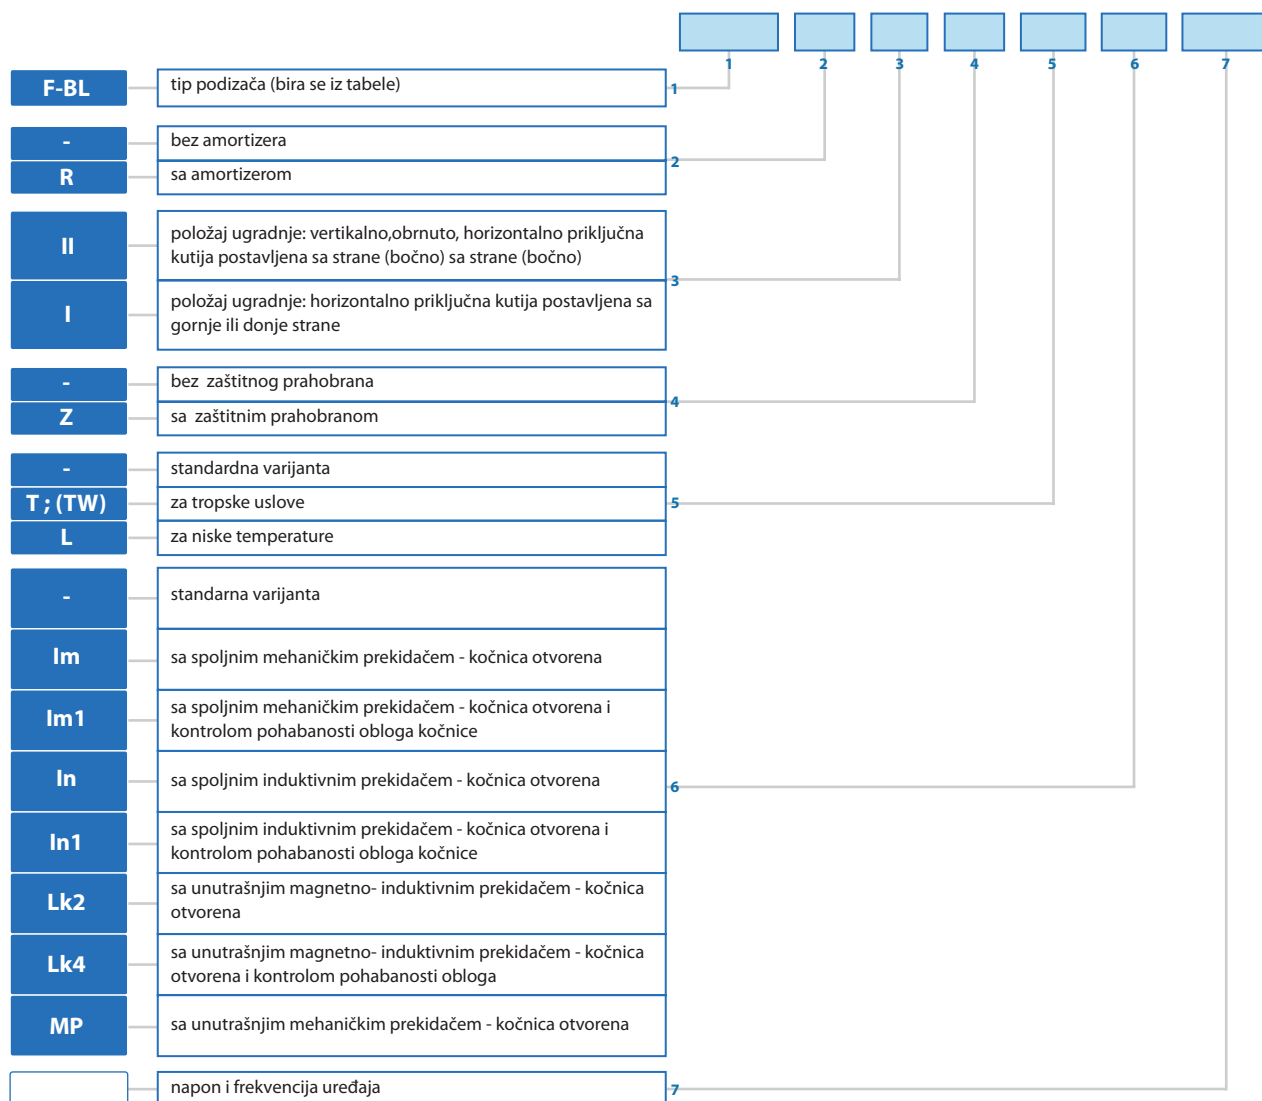 1 2 3 4 5 6 7
F-BL tip podizača (bira se iz tabele) 1
- bez amortizera
2
R sa amortizerom
II položaj ugradnje: vertikalno,obrnuto, horizontalno priključna
kutija postavljena sa strane (bočno) sa strane (bočno)
3
I položaj ugradnje: horizontalno priključna kutija postavljena sa
gornje ili donje strane
- bez zaštitnog prahobrana
4
Z sa zaštitnim prahobranom
- standardna varijanta
T ; (TW) za tropske uslove 5
L za niske temperature
- standarna varijanta
Im sa spoljnim mehaničkim prekidačem - kočnica otvorena
Im1 sa spoljnim mehaničkim prekidačem - kočnica otvorena i
kontrolom pohabanosti obloga kočnice
In sa spoljnim induktivnim prekidačem - kočnica otvorena 6
In1 sa spoljnim induktivnim prekidačem - kočnica otvorena i
kontrolom pohabanosti obloga kočnice
Lk2 sa unutrašnjim magnetno- induktivnim prekidačem - kočnica
otvorena
Lk4 sa unutrašnjim magnetno- induktivnim prekidačem - kočnica
otvorena i kontrolom pohabanosti obloga
MP sa unutrašnjim mehaničkim prekidačem - kočnica otvorena
napon i frekvencija uređaja 7